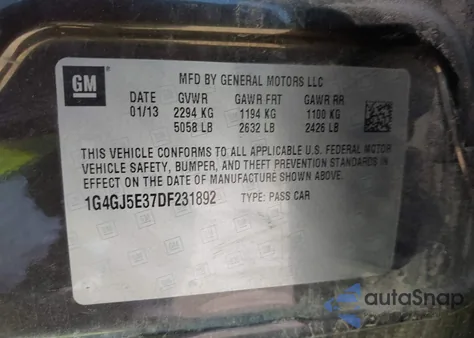 GM
MFD BY GENERAL MOTORS LLC
DATE GVWR GAWR FRT GAWR RR
01/13 2294 KG 1194 KG 1100 KG
5058 LB 2632 LB 2426 LB
THIS VEHICLE CONFORMS TO ALL APPLICABLE U.S. FEDERAL MOTOR
VEHICLE SAFETY, BUMPER, AND THEFT PREVENTION STANDARDS IN
EFFECT ON THE DATE OF MANUFACTURE SHOWN ABOVE.
1G4GJ5E37DF231892 TYPE: PASS CAR
autoSnap